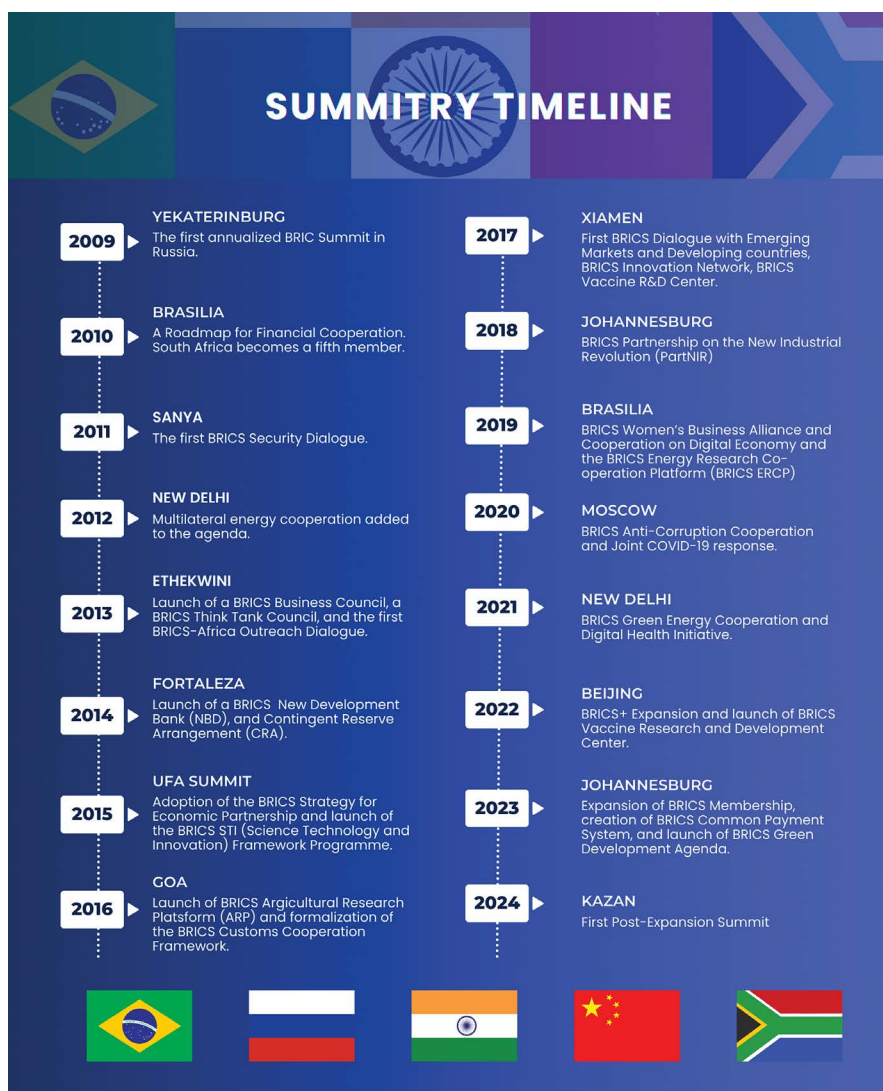 SUMMITRY TIMELINE
2009
YEKATERINBURG
The first annualized BRIC Summit in
Russia.
2010
BRASILIA
A Roadmap for Financial Cooperation.
South Africa becomes a fifth member.
2011
SANYA
The first BRICS Security Dialogue.
2012
NEW DELHI
Multilateral energy cooperation added
to the agenda.
2013
ETHEKWINI
Launch of a BRICS Business Council, a
BRICS Think Tank Council, and the first
BRICS-Africa Outreach Dialogue.
2014
FORTALEZA
Launch of a BRICS New Development
Bank (NBD), and Contingent Reserve
Arrangement (CRA).
2015
UFA SUMMIT
Adoption of the BRICS Strategy for
Economic Partnership and launch of
the BRICS STI (Science Technology and
Innovation) Framework Programme.
2016
GOA
Launch of BRICS Argicultural Research
Platsform (ARP) and formalization of
the BRICS Customs Cooperation
Framework.
2017
XIAMEN
First BRICS Dialogue with Emerging
Markets and Developing countries,
BRICS Innovation Network, BRICS
Vaccine R&D Center.
2018
JOHANNESBURG
BRICS Partnership on the New Industrial
Revolution (PartNIR)
2019
BRASILIA
BRICS Women's Business Alliance and
Cooperation on Digital Economy and
the BRICS Energy Research Co-
operation Platform (BRICS ERCP)
2020
MOSCOW
BRICS Anti-Corruption Cooperation
and Joint COVID-19 response.
2021
NEW DELHI
BRICS Green Energy Cooperation and
Digital Health Initiative.
2022
BEIJING
BRICS+ Expansion and launch of BRICS
Vaccine Research and Development
Center.
2023
JOHANNESBURG
Expansion of BRICS Membership,
creation of BRICS Common Payment
System, and launch of BRICS Green
Development Agenda.
2024
KAZAN
First Post-Expansion Summit